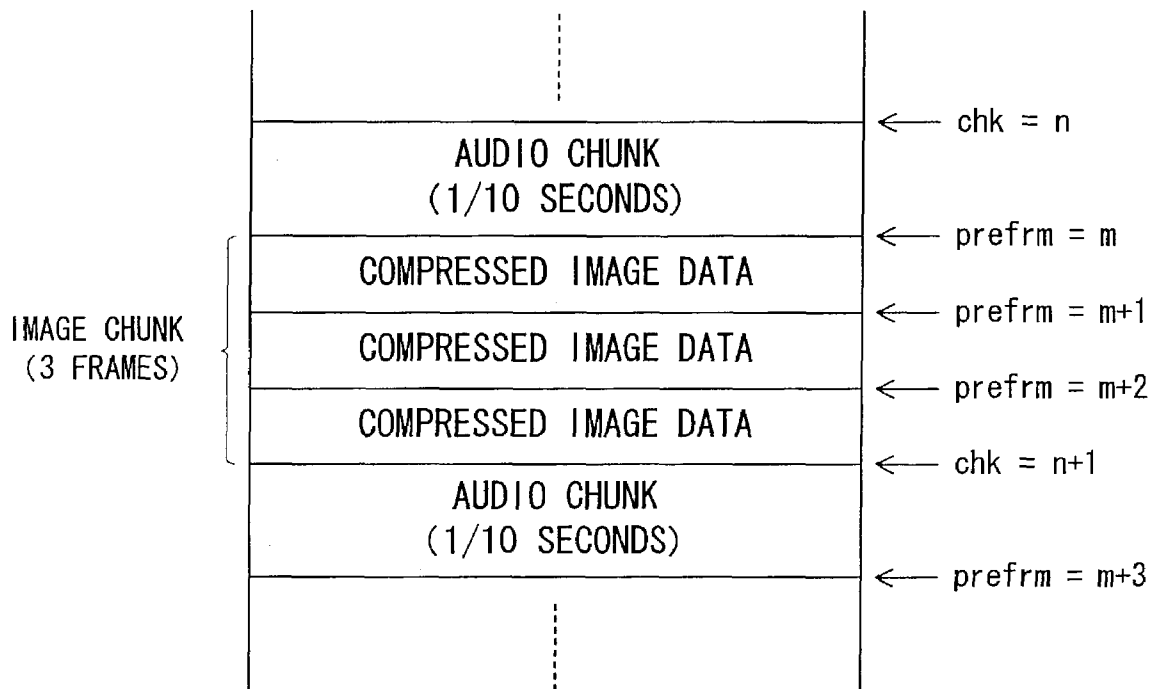 chk = n
AUDIO CHUNK
(1/10 SECONDS)
prefrm = m
COMPRESSED IMAGE DATA
prefrm = m+1
IMAGE CHUNK
(3 FRAMES)
COMPRESSED IMAGE DATA
prefrm = m+2
COMPRESSED IMAGE DATA
chk = n+1
AUDIO CHUNK
(1/10 SECONDS)
prefrm = m+3